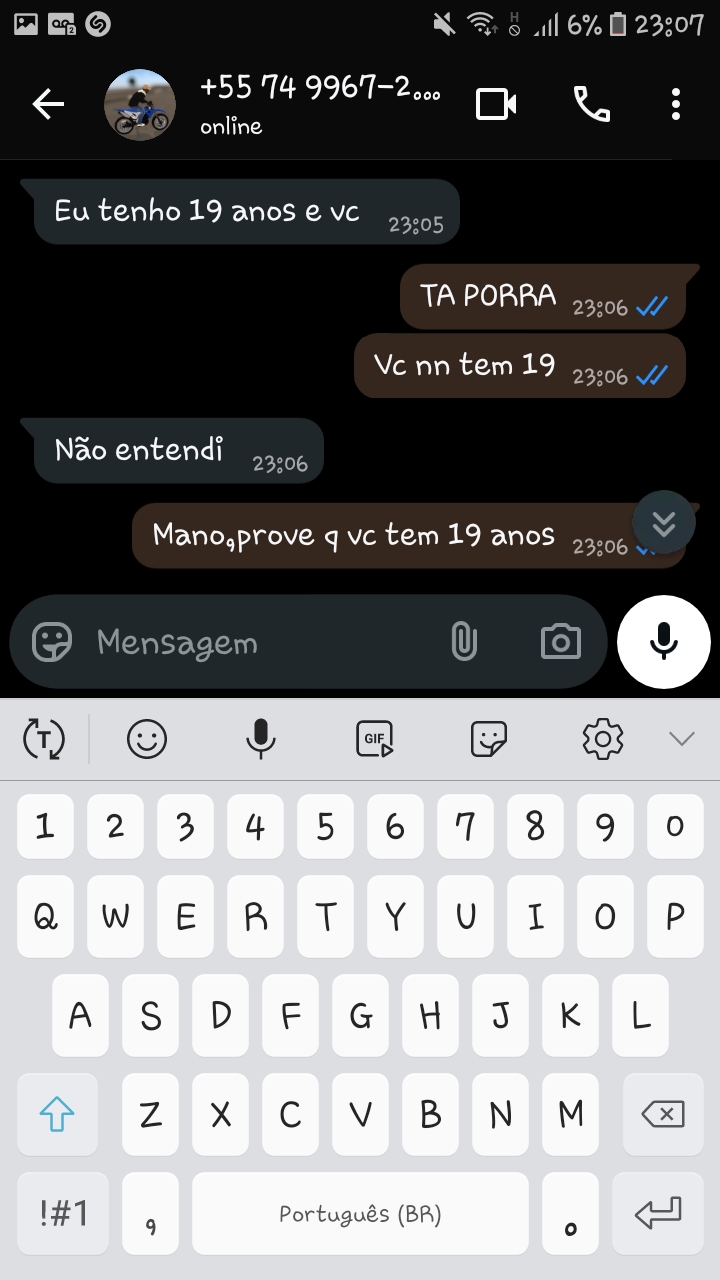 H 6% 23:07
+55 74 9967-2...
online
Eu tenho 19 anos e vc 23:05
TA PORRA 23:06
Vc nn tem 19 23:06
Não entendi 23:06
Mano,prove q vc tem 19 anos 23:06
Mensagem
T GIF
1 2 3 4 5 6 7 8 9 0
Q W E R T Y U I O P
A S D F G H J K L
Z X C V B N M
!#1 , Português (BR) .